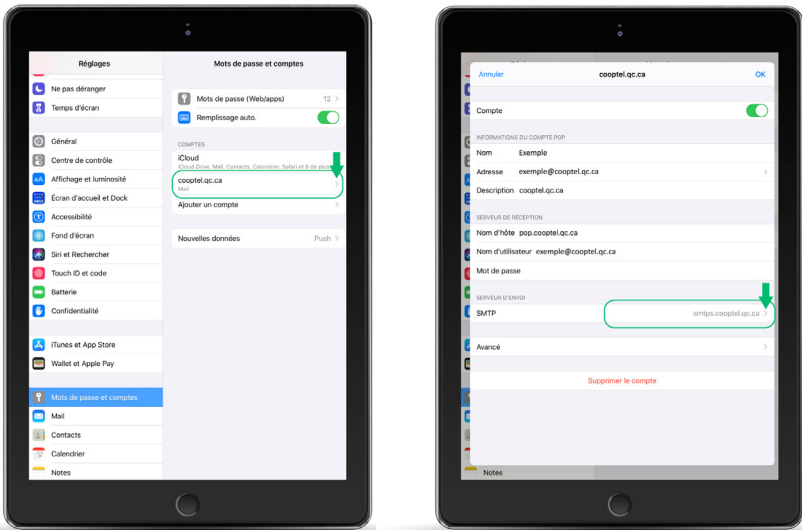 Réglages
Ne pas déranger
Temps d'écran
Général
Centre de contrôle
AA Affichage et luminosité
Écran d'accueil et Dock
Accessibilité
Fond d'écran
Siri et Rechercher
Touch ID et code
Batterie
Confidentialité
iTunes et App Store
Wallet et Apple Pay
Mots de passe et comptes
Mail
Contacts
Calendrier
Notes
Mots de passe et comptes
Mots de passe (Web/apps) 12
Remplissage auto.
COMPTES
iCloud
iCloud Drive, Mail, Contacts, Calendrier, Safari et 6 de plus
cooptel.qc.ca
Mail
Ajouter un compte
Nouvelles données Push
Annuler cooptel.qc.ca OK
Compte
INFORMATIONS DU COMPTE POP
Nom Exemple
Adresse exemple@cooptel.qc.ca
Description cooptel.qc.ca
SERVEUR DE RÉCEPTION
Nom d'hôte pop.cooptel.qc.ca
Nom d'utilisateur exemple@cooptel.qc.ca
Mot de passe
SERVEUR D'ENVOI
SMTP smtps.cooptel.qc.ca
Avancé
Supprimer le compte
Notes